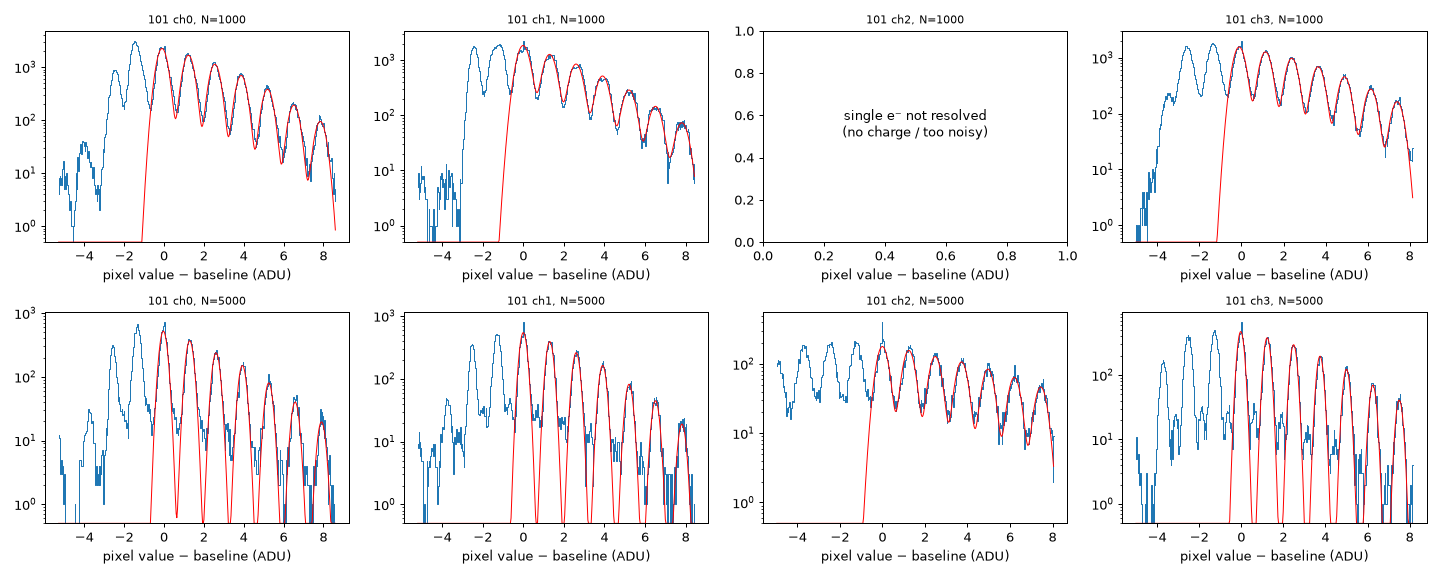 101 ch0, N=1000
10³
10²
10¹
10⁰
−4 −2 0 2 4 6 8
pixel value − baseline (ADU)
101 ch1, N=1000
10³
10²
10¹
10⁰
−4 −2 0 2 4 6 8
pixel value − baseline (ADU)
101 ch2, N=1000
1.0
0.8
0.6
0.4
0.2
0.0
single e⁻ not resolved
(no charge / too noisy)
0.0 0.2 0.4 0.6 0.8 1.0
pixel value − baseline (ADU)
101 ch3, N=1000
10³
10²
10¹
10⁰
−4 −2 0 2 4 6 8
pixel value − baseline (ADU)
101 ch0, N=5000
10³
10²
10¹
10⁰
−4 −2 0 2 4 6 8
pixel value − baseline (ADU)
101 ch1, N=5000
10³
10²
10¹
10⁰
−4 −2 0 2 4 6 8
pixel value − baseline (ADU)
101 ch2, N=5000
10²
10¹
10⁰
−4 −2 0 2 4 6 8
pixel value − baseline (ADU)
101 ch3, N=5000
10²
10¹
10⁰
−4 −2 0 2 4 6 8
pixel value − baseline (ADU)